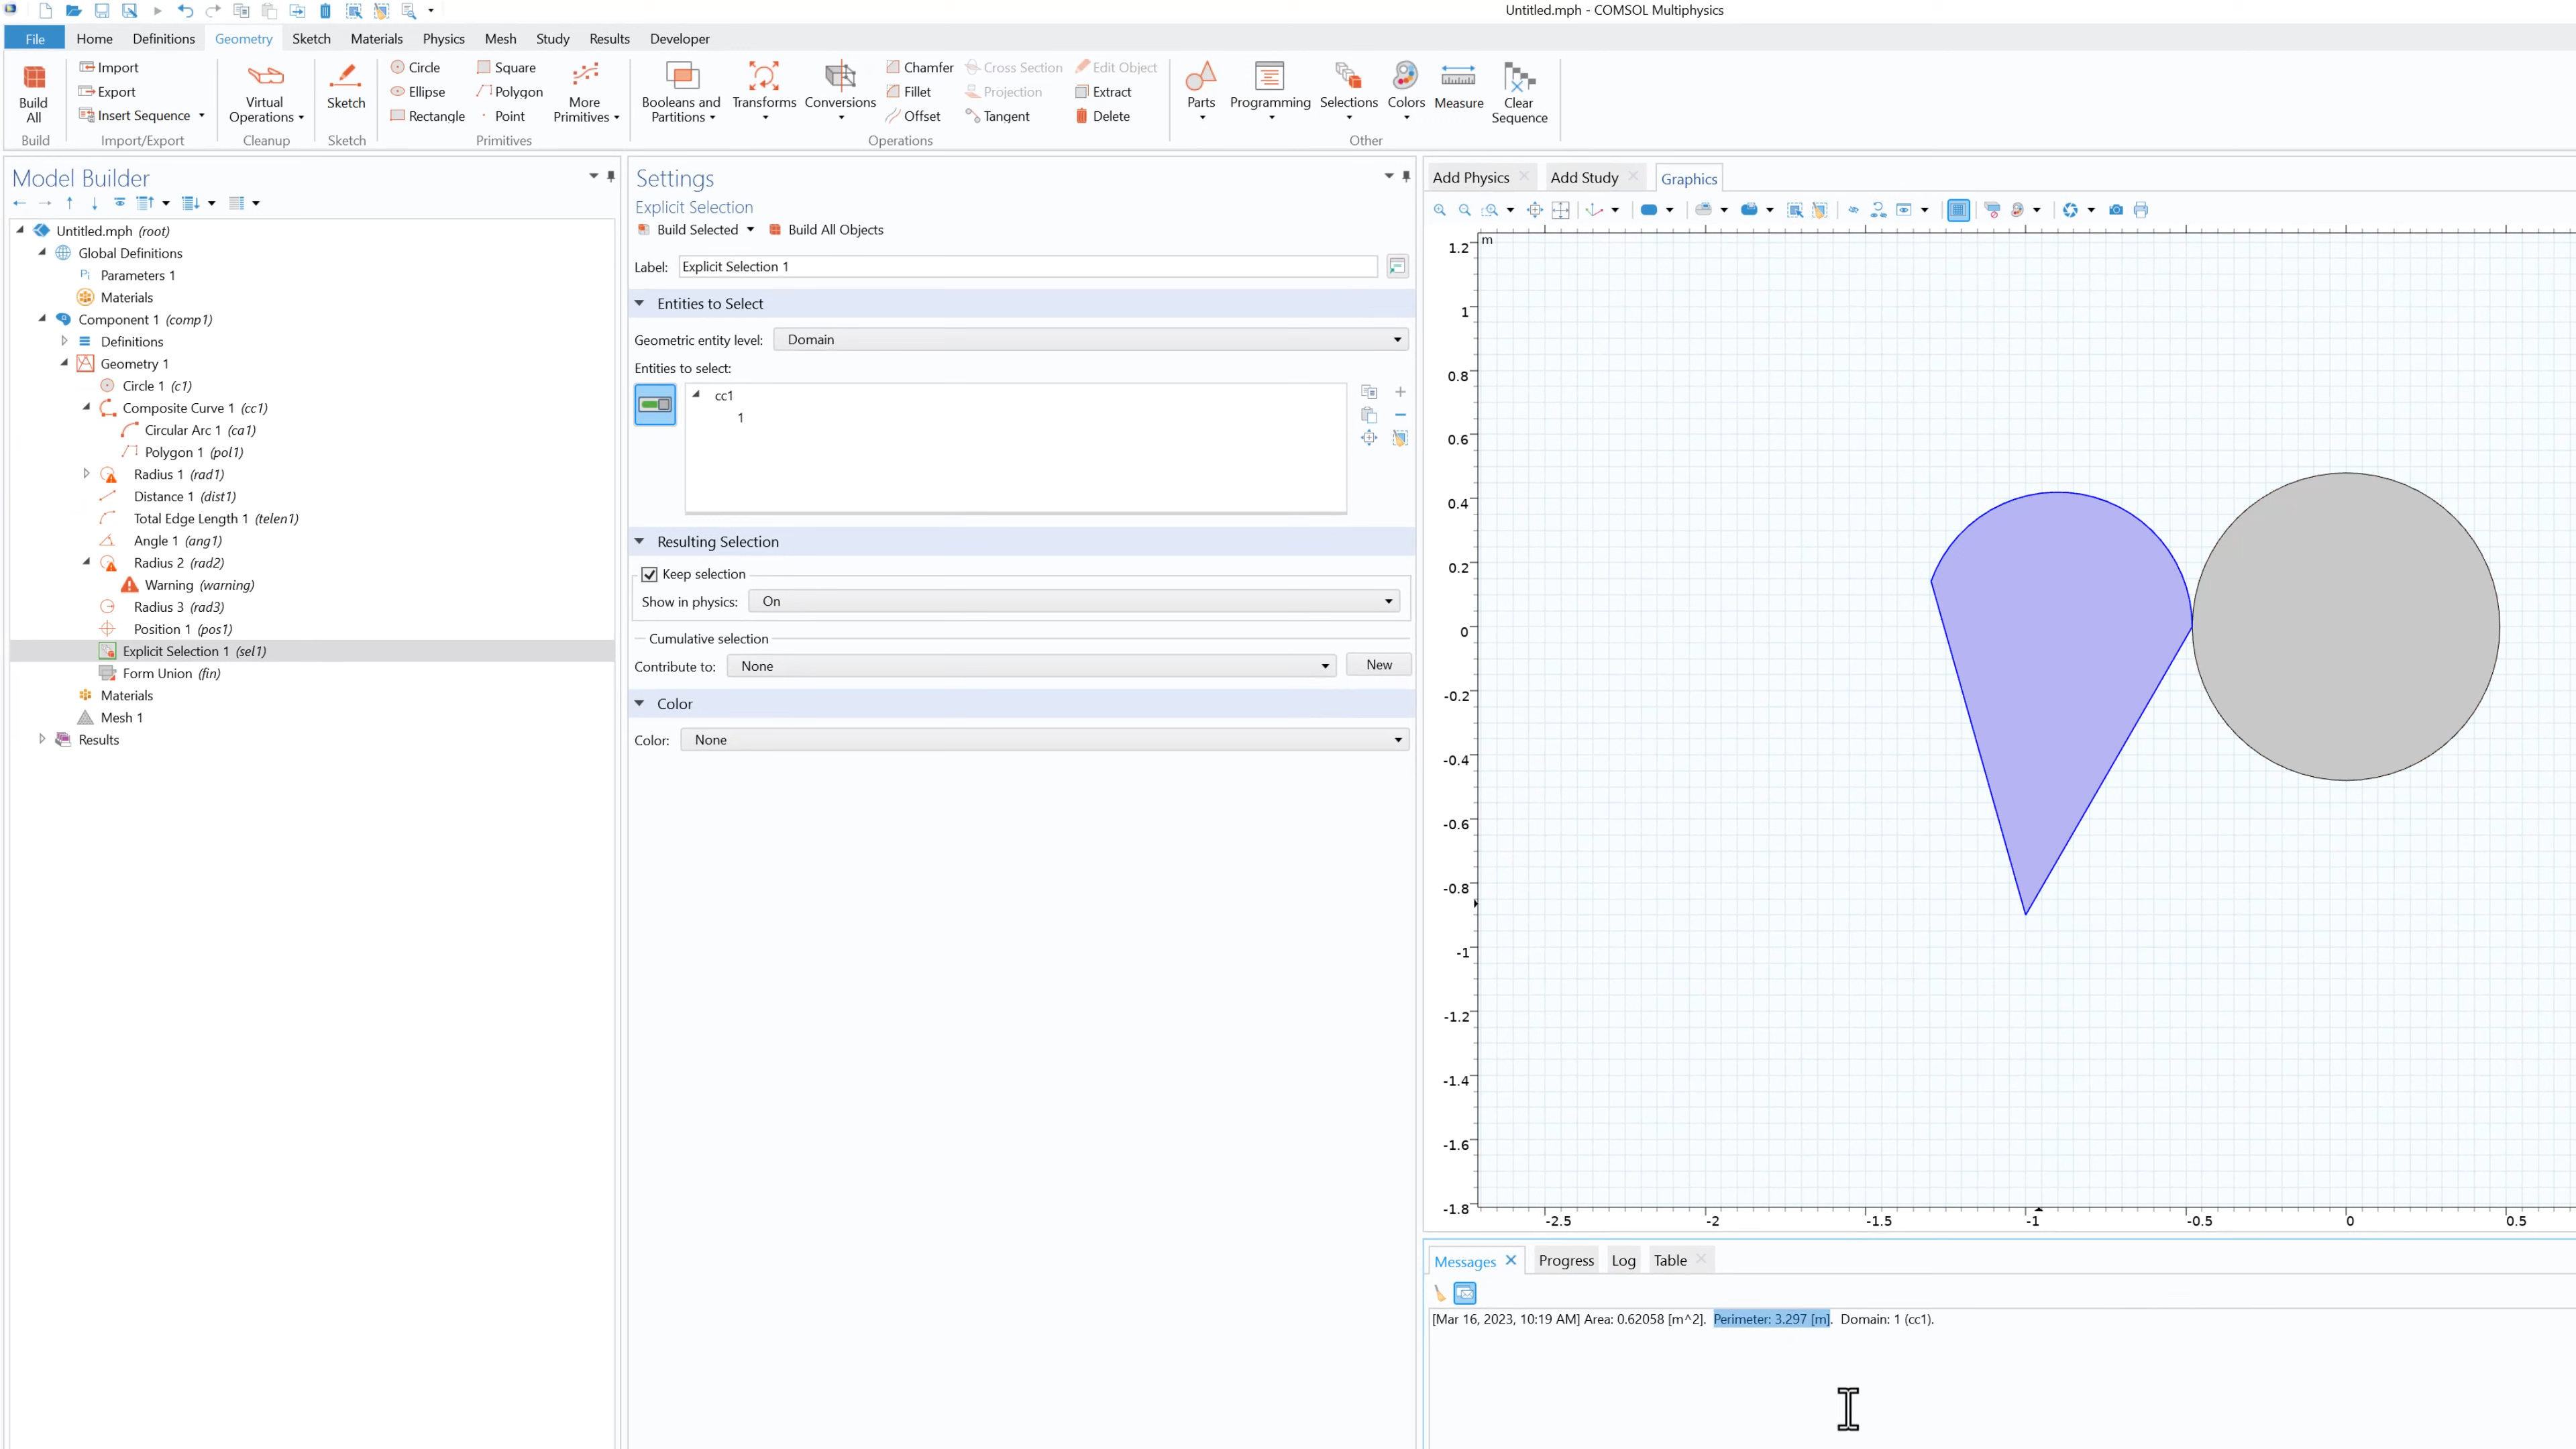 Untitled.mph - COMSOL Multiphysics
File Home Definitions Geometry Sketch Materials Physics Mesh Study Results Developer
Build All
Import
Export
Insert Sequence
Virtual Operations
Sketch
Circle
Ellipse
Rectangle
Square
Polygon
Point
More Primitives
Booleans and Partitions
Transforms
Conversions
Chamfer
Fillet
Offset
Cross Section
Projection
Tangent
Edit Object
Extract
Delete
Parts
Programming
Selections
Colors
Measure
Clear Sequence
Build Import/Export Cleanup Sketch Primitives Operations Other
Model Builder
Untitled.mph (root)
Global Definitions
Pi Parameters 1
Materials
Component 1 (comp1)
Definitions
Geometry 1
Circle 1 (c1)
Composite Curve 1 (cc1)
Circular Arc 1 (ca1)
Polygon 1 (pol1)
Radius 1 (rad1)
Distance 1 (dist1)
Total Edge Length 1 (telen1)
Angle 1 (ang1)
Radius 2 (rad2)
Warning (warning)
Radius 3 (rad3)
Position 1 (pos1)
Explicit Selection 1 (sel1)
Form Union (fin)
Materials
Mesh 1
Results
Settings
Explicit Selection
Build Selected Build All Objects
Label: Explicit Selection 1
Entities to Select
Geometric entity level: Domain
Entities to select:
cc1
1
Resulting Selection
Keep selection
Show in physics: On
Cumulative selection
Contribute to: None New
Color
Color: None
Add Physics Add Study Graphics
m
1.2
1
0.8
0.6
0.4
0.2
0
-0.2
-0.4
-0.6
-0.8
-1
-1.2
-1.4
-1.6
-1.8
-2.5 -2 -1.5 -1 -0.5 0 0.5
Messages Progress Log Table
[Mar 16, 2023, 10:19 AM] Area: 0.62058 [m^2]. Perimeter: 3.297 [m]. Domain: 1 (cc1).